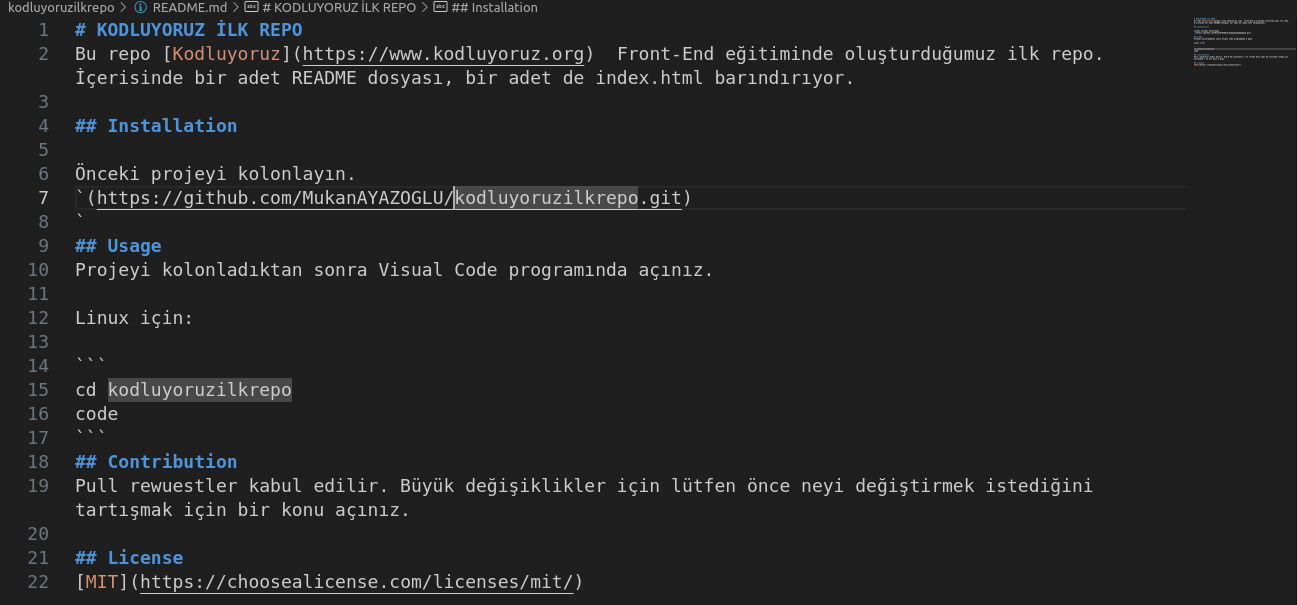 kodluyoruzilkrepo > README.md > # KODLUYORUZ İLK REPO > ## Installation
1 # KODLUYORUZ İLK REPO
2 Bu repo [Kodluyoruz](https://www.kodluyoruz.org)  Front-End eğitiminde oluşturduğumuz ilk repo.
İçerisinde bir adet README dosyası, bir adet de index.html barındırıyor.
3
4 ## Installation
5
6 Önceki projeyi kolonlayın.
7 `(https://github.com/MukanAYAZOGLU/kodluyoruzilkrepo.git)
8 `
9 ## Usage
10 Projeyi kolonladıktan sonra Visual Code programında açınız.
11
12 Linux için:
13
14 ```
15 cd kodluyoruzilkrepo
16 code
17 ```
18 ## Contribution
19 Pull rewuestler kabul edilir. Büyük değişiklikler için lütfen önce neyi değiştirmek istediğini
tartışmak için bir konu açınız.
20
21 ## License
22 [MIT](https://choosealicense.com/licenses/mit/)